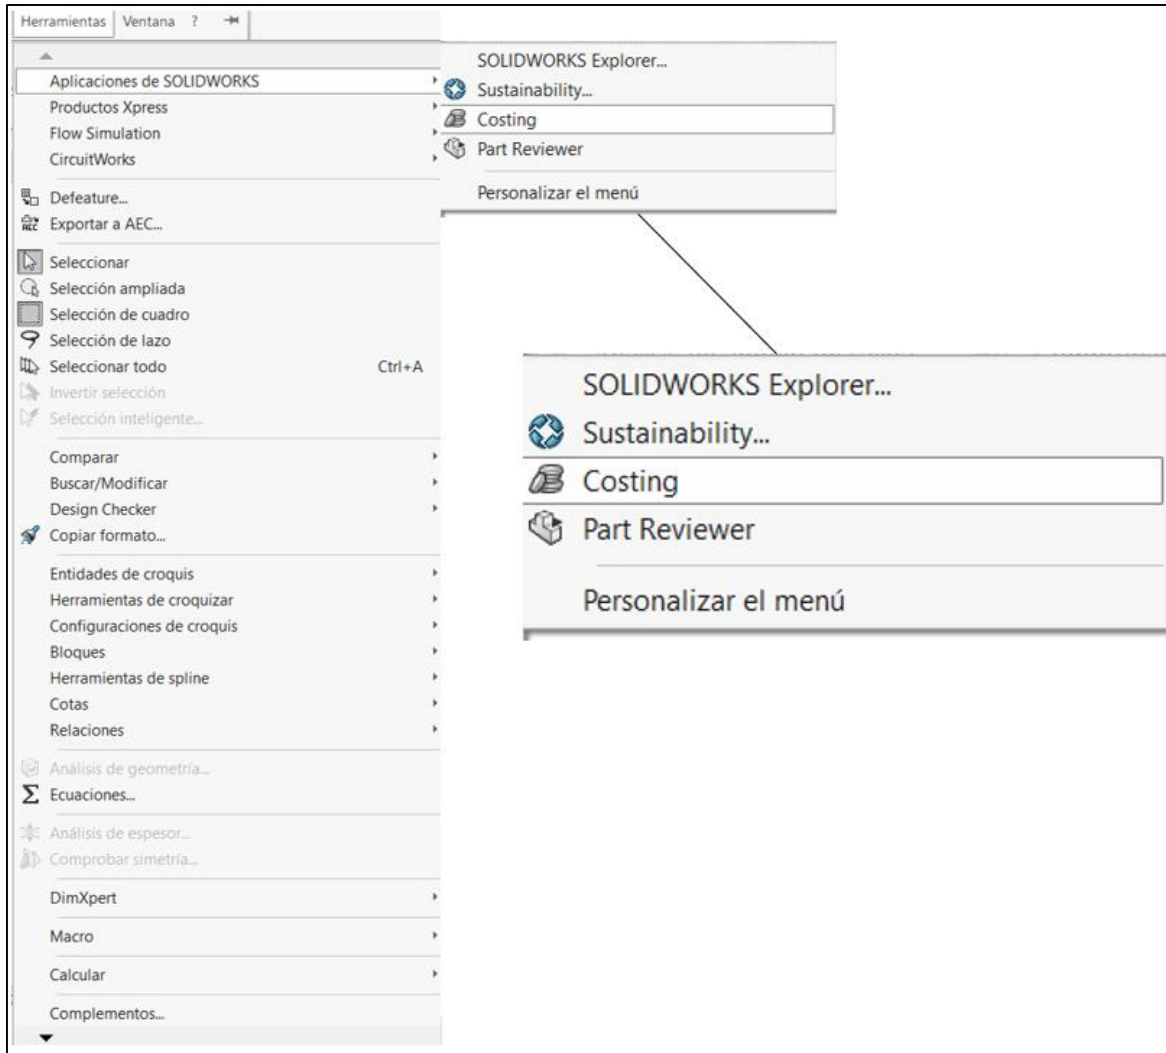 Herramientas Ventana ?
Aplicaciones de SOLIDWORKS
Productos Xpress
Flow Simulation
CircuitWorks
Defeature...
Exportar a AEC...
Seleccionar
Selección ampliada
Selección de cuadro
Selección de lazo
Seleccionar todo Ctrl+A
Invertir selección
Selección inteligente...
Comparar
Buscar/Modificar
Design Checker
Copiar formato...
Entidades de croquis
Herramientas de croquizar
Configuraciones de croquis
Bloques
Herramientas de spline
Cotas
Relaciones
Análisis de geometría...
Ecuaciones...
Análisis de espesor...
Comprobar simetría...
DimXpert
Macro
Calcular
Complementos...
SOLIDWORKS Explorer...
Sustainability...
Costing
Part Reviewer
Personalizar el menú
SOLIDWORKS Explorer...
Sustainability...
Costing
Part Reviewer
Personalizar el menú